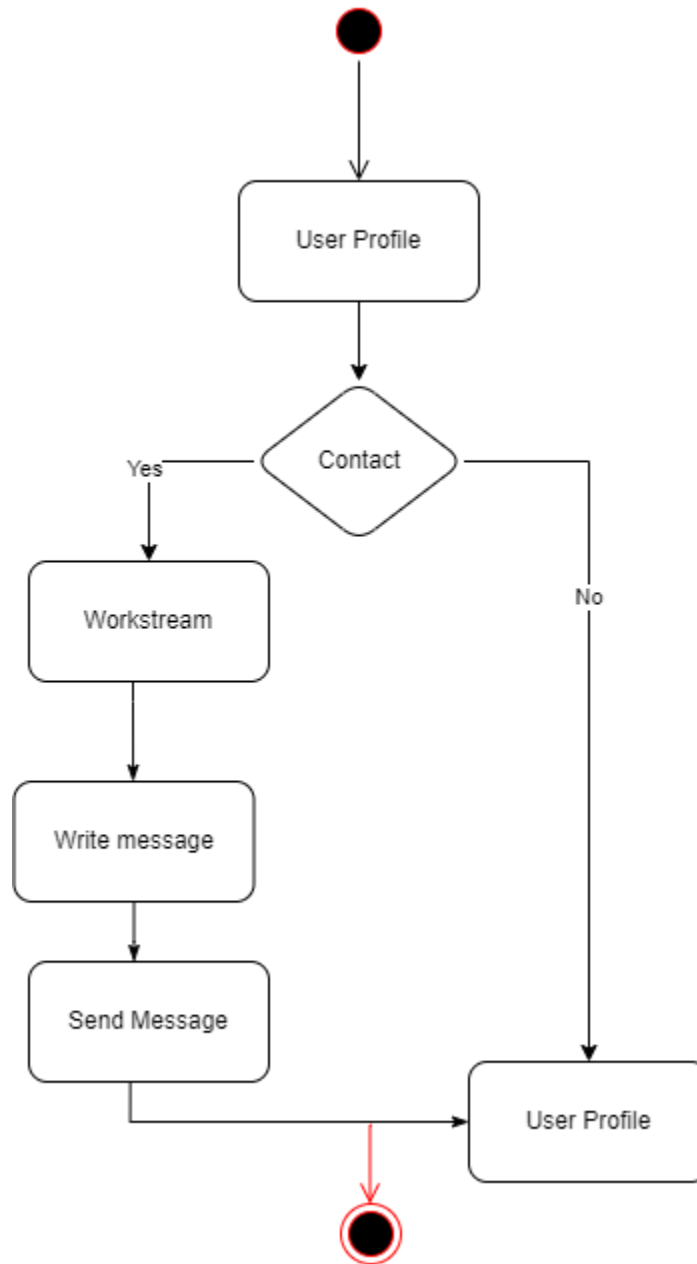 User Profile
Contact
Yes
Workstream
No
Write message
Send Message
User Profile